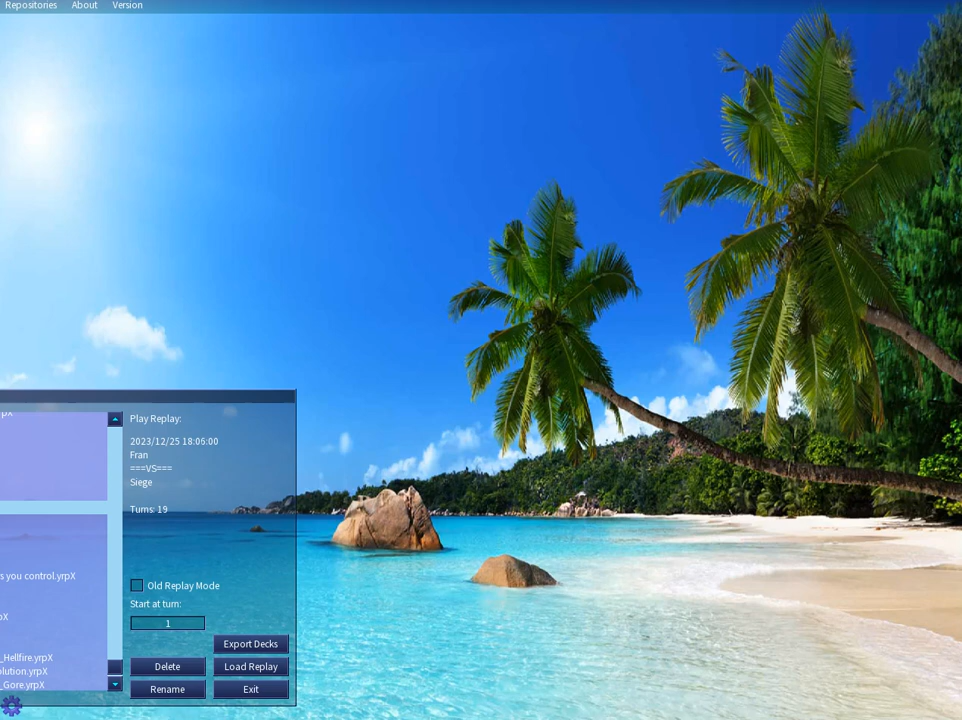 Repositories About Version
pX
s you control.yrpX
pX
_Hellfire.yrpX
olution.yrpX
_Gore.yrpX
Play Replay:
2023/12/25 18:06:00
Fran
===VS===
Siege
Turns: 19
Old Replay Mode
Start at turn:
1
Export Decks
Delete Load Replay
Rename Exit